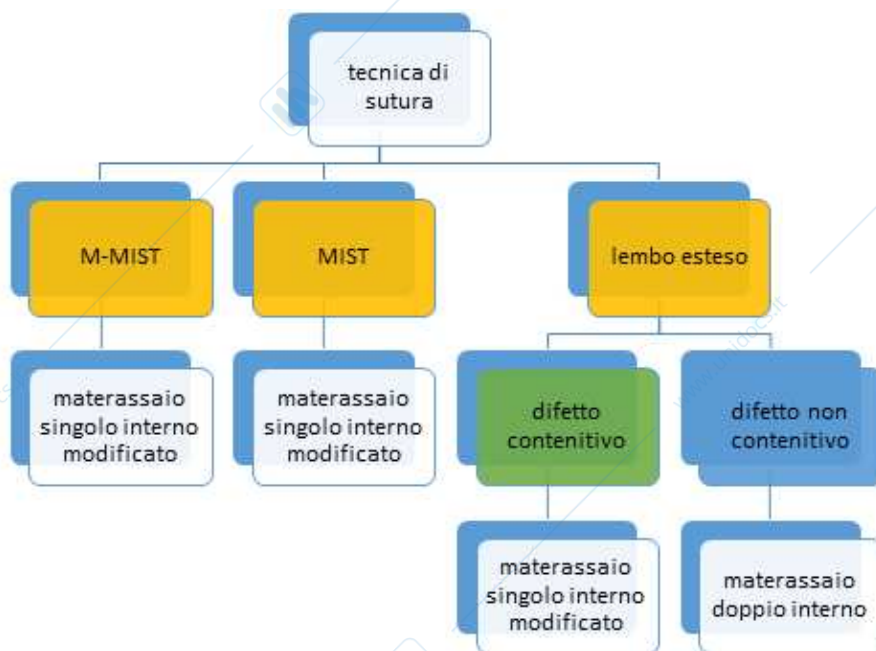 tecnica di
sutura
M-MIST
MIST
lembo esteso
materassaio
singolo interno
modificato
materassaio
singolo interno
modificato
difetto
contenitivo
difetto non
contenitivo
materassaio
singolo interno
modificato
materassaio
doppio interno